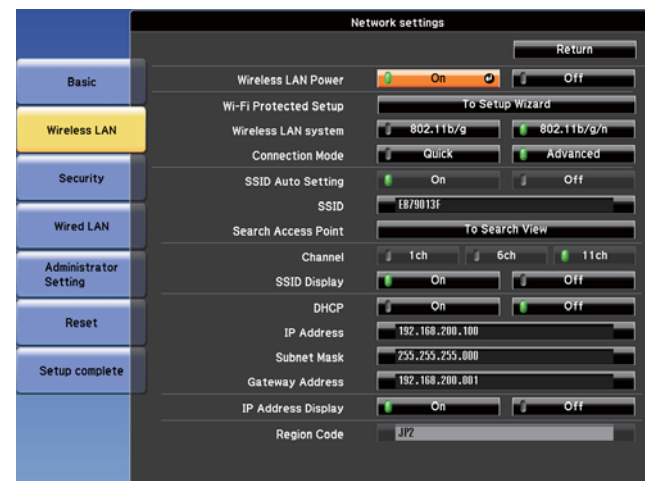 Network settings
Return
Basic
Wireless LAN
Security
Wired LAN
Administrator
Setting
Reset
Setup complete
Wireless LAN Power On Off
Wi-Fi Protected Setup To Setup Wizard
Wireless LAN system 802.11b/g 802.11b/g/n
Connection Mode Quick Advanced
SSID Auto Setting On Off
SSID EB79013F
Search Access Point To Search View
Channel 1ch 6ch 11ch
SSID Display On Off
DHCP On Off
IP Address 192.168.200.100
Subnet Mask 255.255.255.000
Gateway Address 192.168.200.001
IP Address Display On Off
Region Code JP2